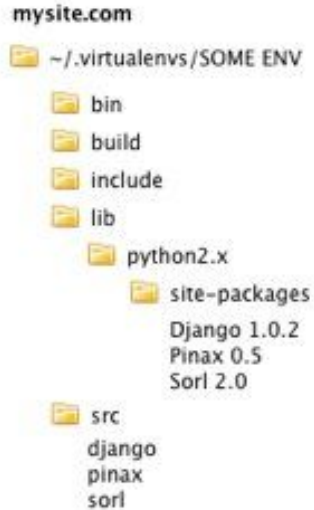 mysite.com
~/.virtualenvs/SOME ENV
bin
build
include
lib
python2.x
site-packages
Django 1.0.2
Pinax 0.5
Sorl 2.0
src
django
pinax
sorl